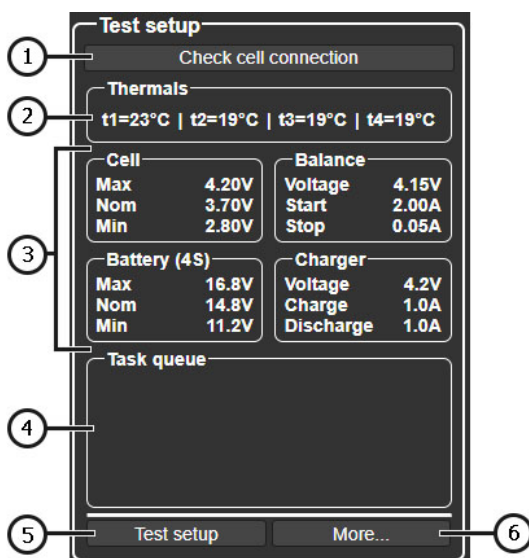 Test setup
1
Check cell connection
Thermals
2
t1=23°C | t2=19°C | t3=19°C | t4=19°C
3
Cell
Max 4.20V
Nom 3.70V
Min 2.80V
Balance
Voltage 4.15V
Start 2.00A
Stop 0.05A
Battery (4S)
Max 16.8V
Nom 14.8V
Min 11.2V
Charger
Voltage 4.2V
Charge 1.0A
Discharge 1.0A
Task queue
4
5
Test setup
More...
6